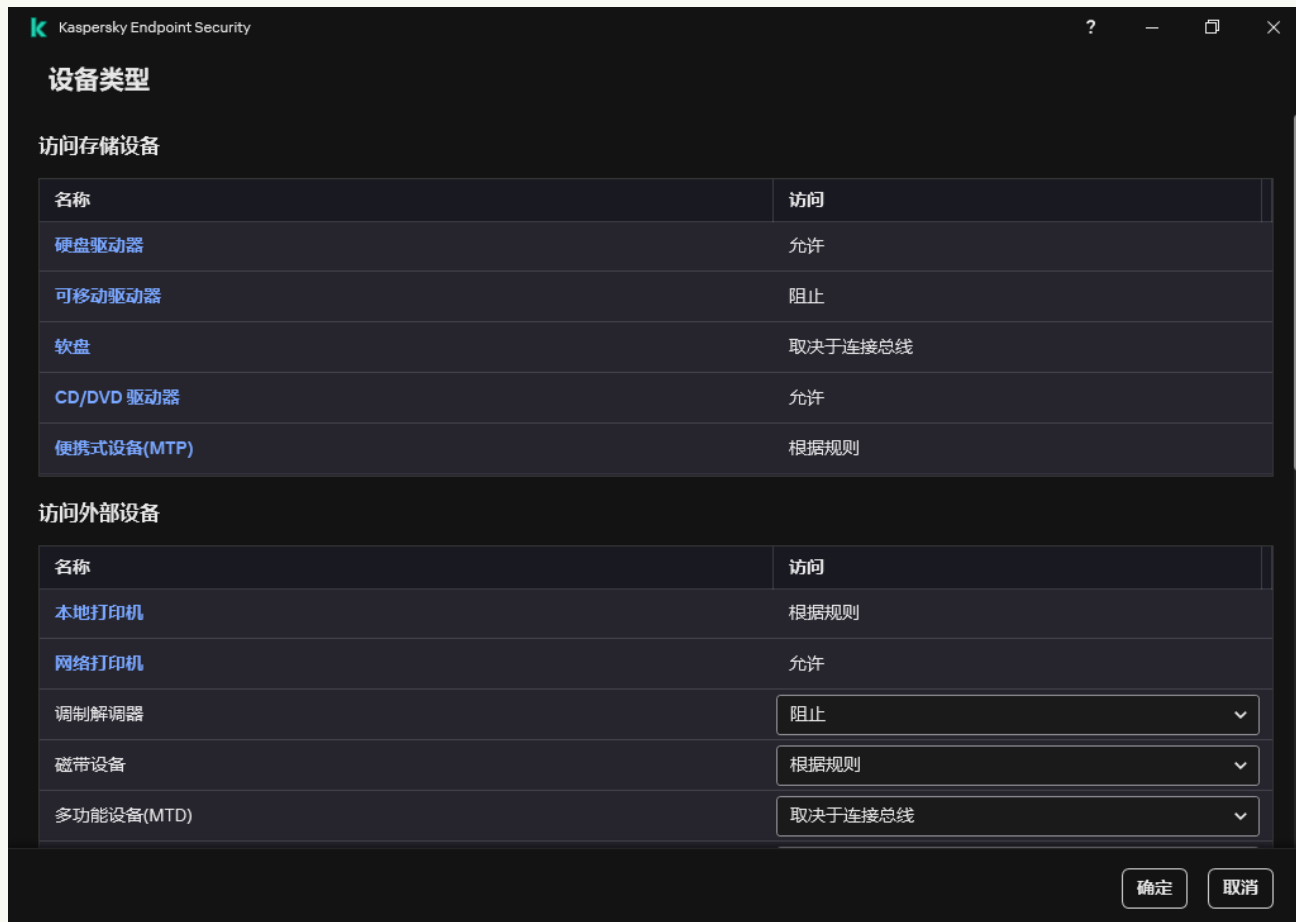 Kaspersky Endpoint Security ?
设备类型
访问存储设备
名称 访问
硬盘驱动器 允许
可移动驱动器 阻止
软盘 取决于连接总线
CD/DVD 驱动器 允许
便携式设备(MTP) 根据规则
访问外部设备
名称 访问
本地打印机 根据规则
网络打印机 允许
调制解调器 阻止
磁带设备 根据规则
多功能设备(MTD) 取决于连接总线
确定 取消